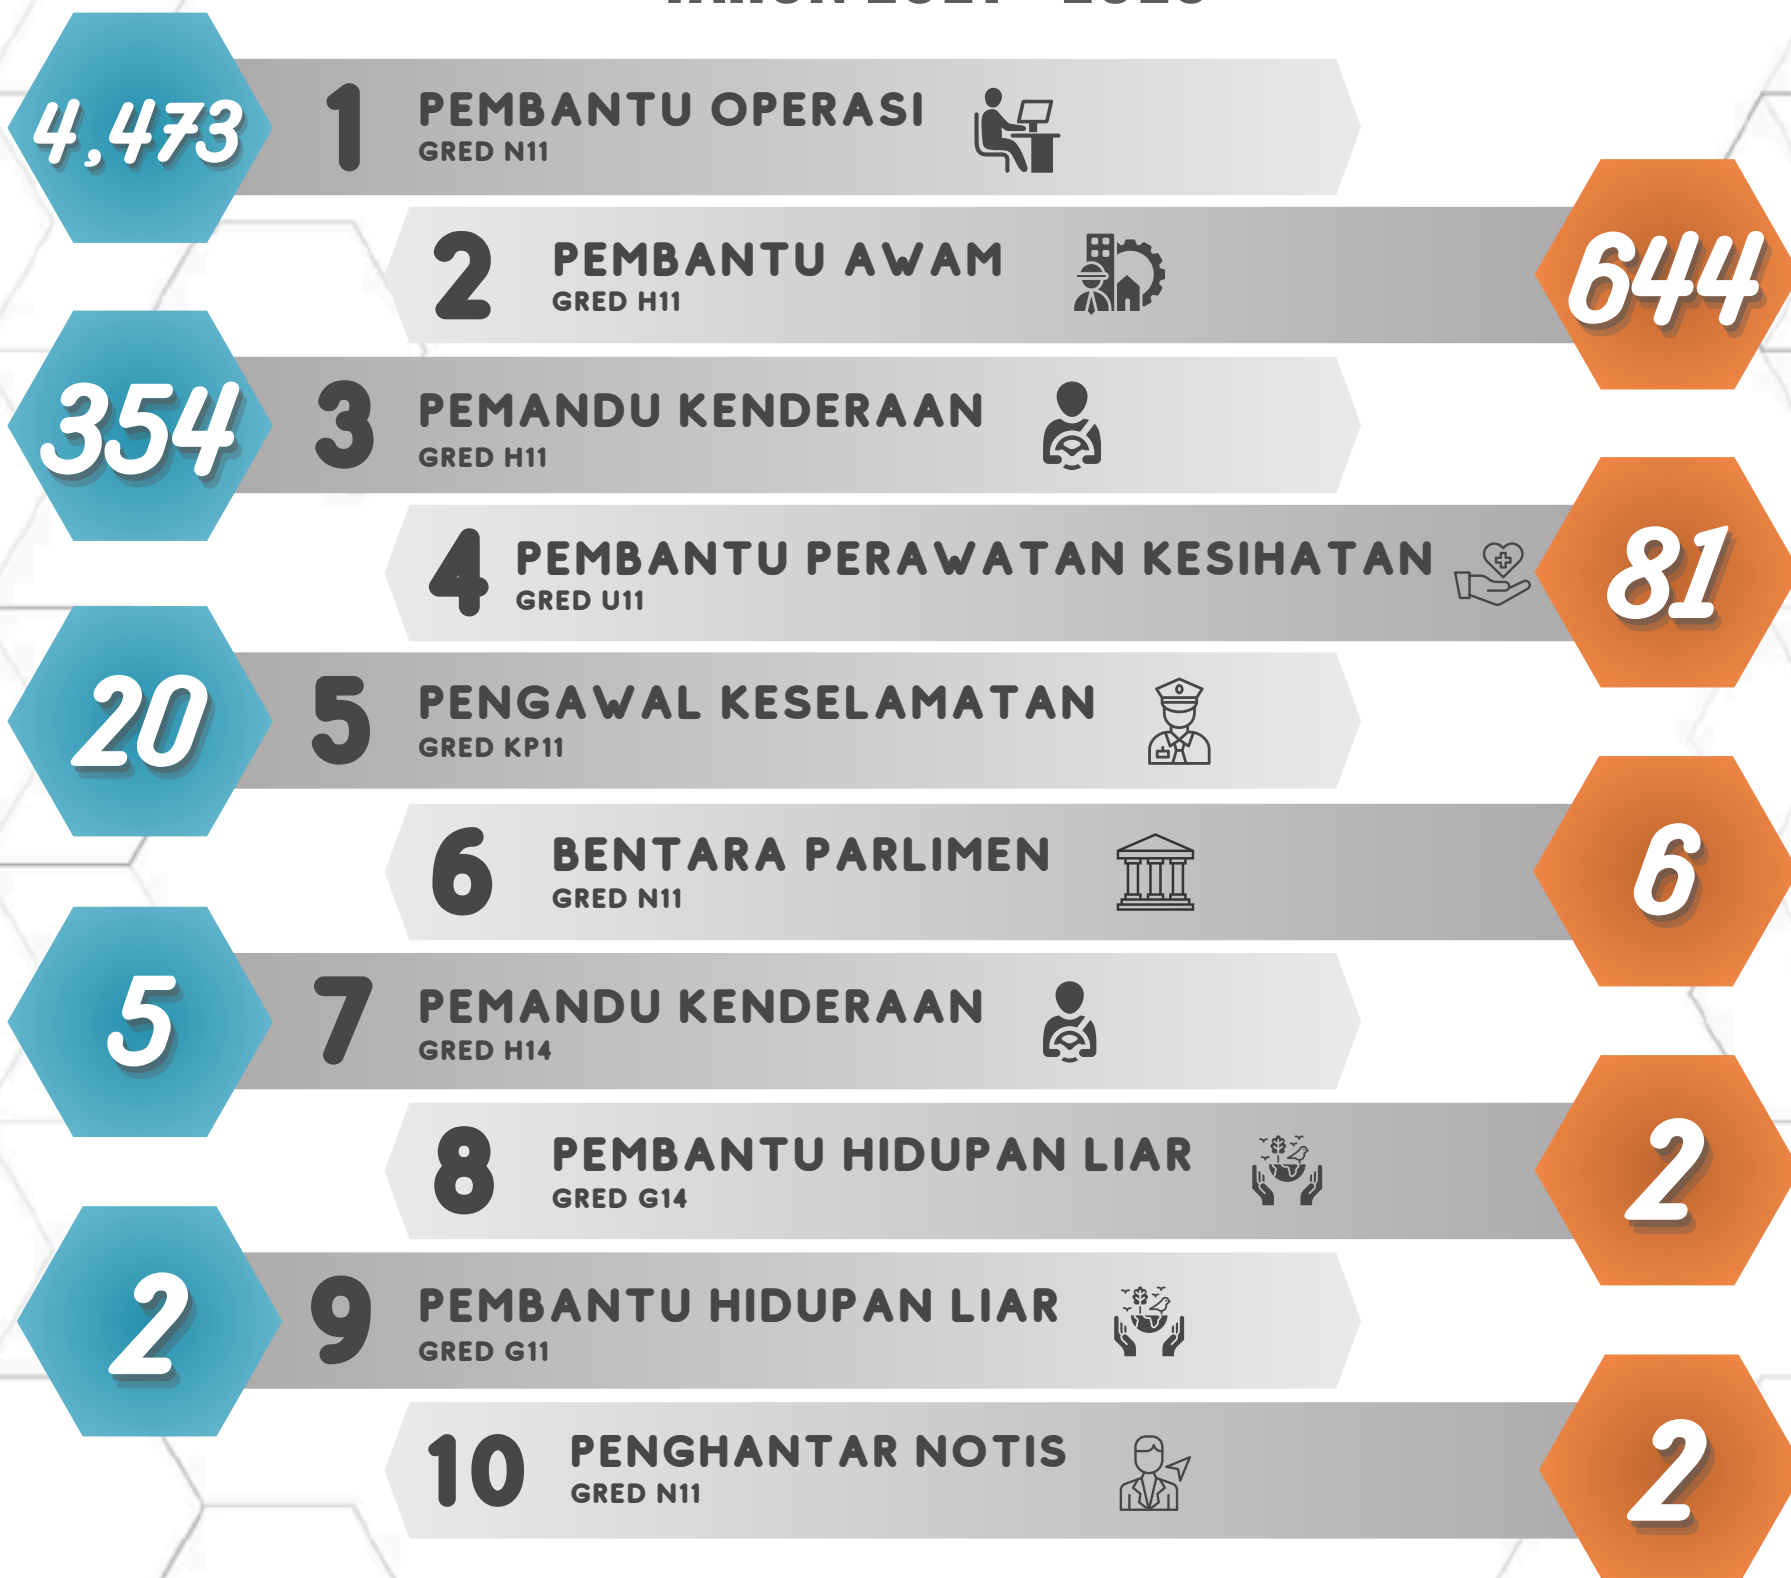 4,473
1
PEMBANTU OPERASI
GRED N11
2
PEMBANTU AWAM
GRED H11
644
354
3
PEMANDU KENDERAAN
GRED H11
4
PEMBANTU PERAWATAN KESIHATAN
GRED U11
81
20
5
PENGAWAL KESELAMATAN
GRED KP11
6
BENTARA PARLIMEN
GRED N11
6
5
7
PEMANDU KENDERAAN
GRED H14
8
PEMBANTU HIDUPAN LIAR
GRED G14
2
2
9
PEMBANTU HIDUPAN LIAR
GRED G11
10
PENGHANTAR NOTIS
GRED N11
2